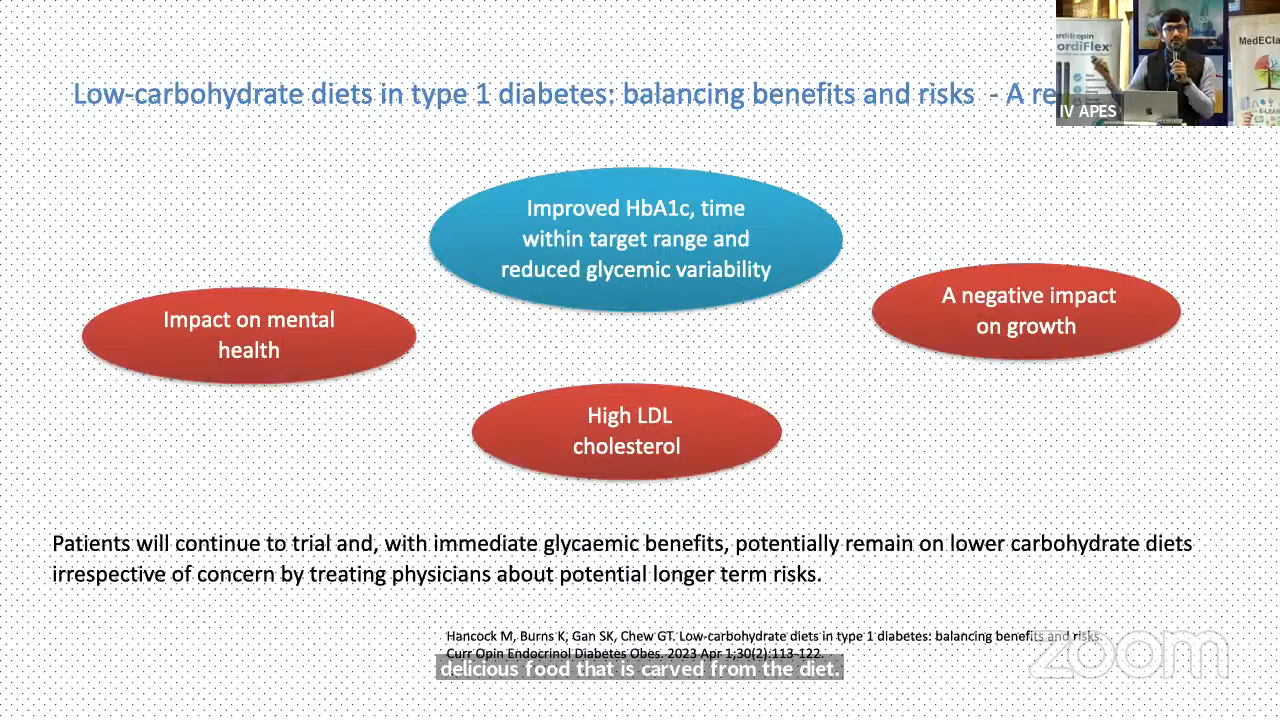 Low-carbohydrate diets in type 1 diabetes: balancing benefits and risks - A re
IV APES
MedECla
ordiFlex
Improved HbA1c, time
within target range and
reduced glycemic variability
A negative impact
on growth
Impact on mental
health
High LDL
cholesterol
Patients will continue to trial and, with immediate glycaemic benefits, potentially remain on lower carbohydrate diets
irrespective of concern by treating physicians about potential longer term risks.
Hancock M, Burns K, Gan SK, Chew GT. Low-carbohydrate diets in type 1 diabetes: balancing benefits and risks.
Curr Opin Endocrinol Diabetes Obes. 2023 Apr 1;30(2):113-122.
delicious food that is carved from the diet.
zoom